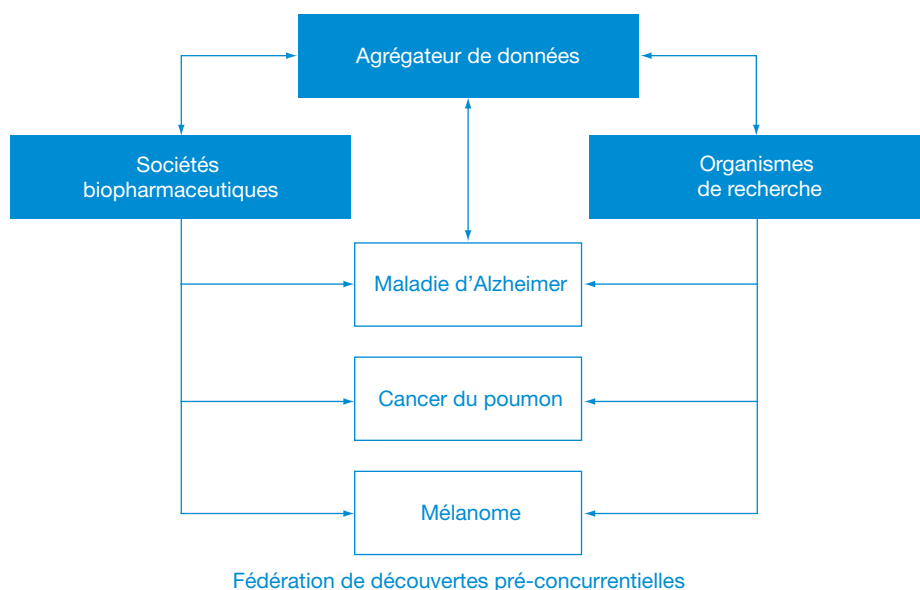 Agrégateur de données
Sociétés
biopharmaceutiques
Organismes
de recherche
Maladie d’Alzheimer
Cancer du poumon
Mélanome
Fédération de découvertes pré-concurrentielles